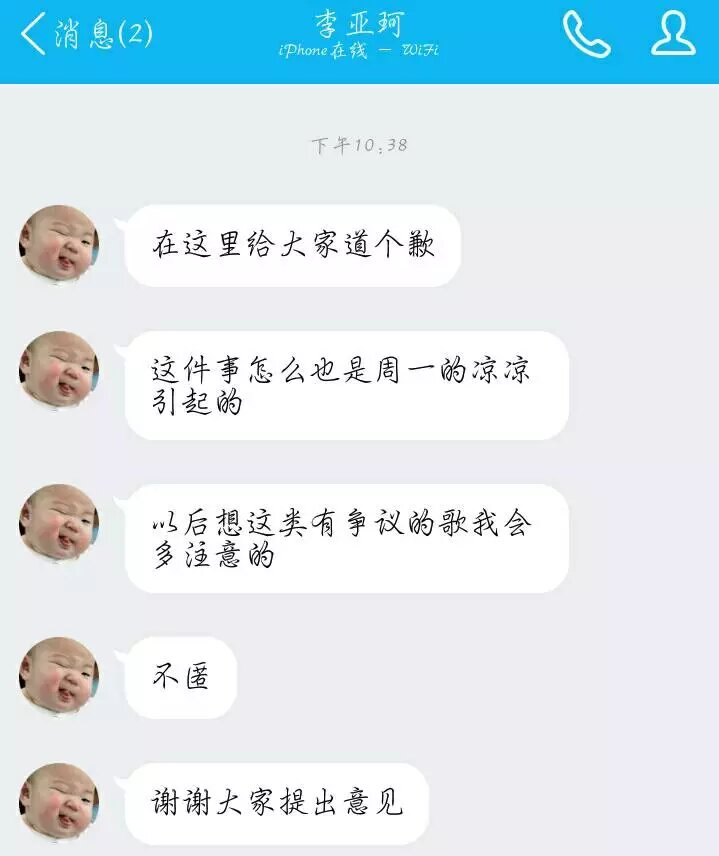 消息(2)
李亚珂
iPhone在线 - WiFi
下午10:38
在这里给大家道个歉
这件事怎么也是周一的凉凉
引起的
以后想这类有争议的歌我会
多注意的
不匿
谢谢大家提出意见